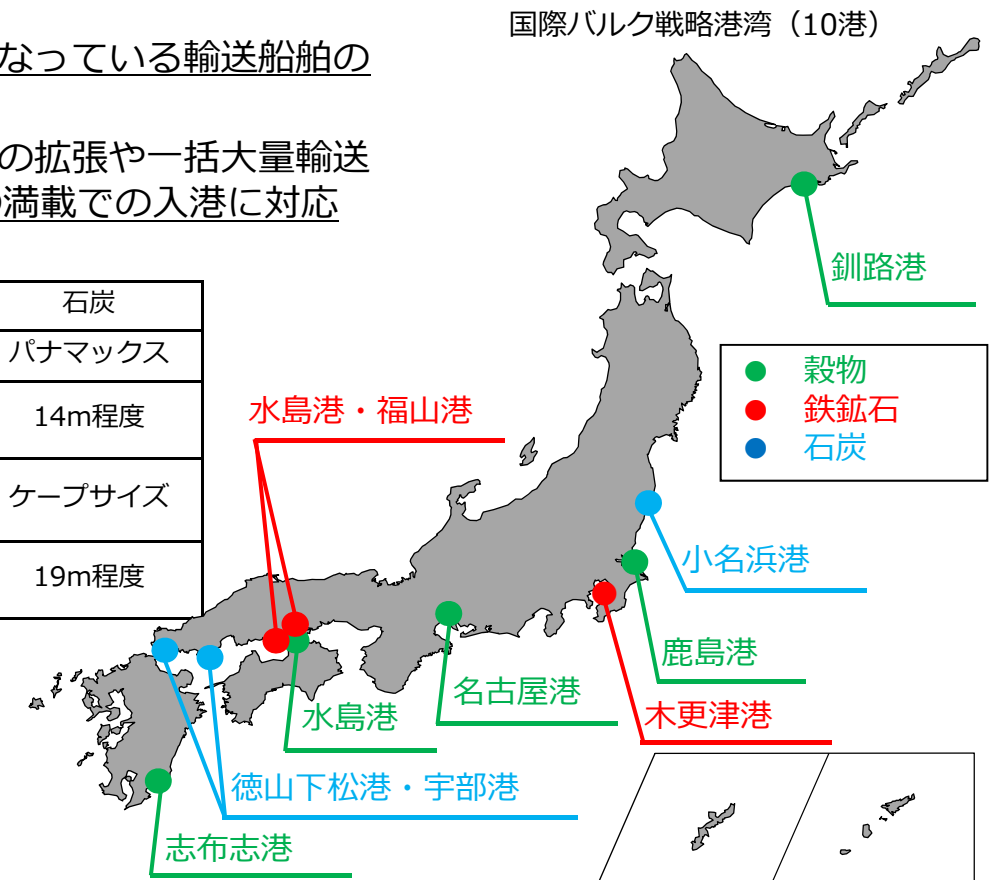 国際バルク戦略港湾（10港）
なっている輸送船舶の
の拡張や一括大量輸送
満載での入港に対応
石炭
パナマックス
14m程度
ケープサイズ
19m程度
釧路港
穀物
鉄鉱石
石炭
水島港・福山港
小名浜港
鹿島港
木更津港
名古屋港
水島港
徳山下松港・宇部港
志布志港